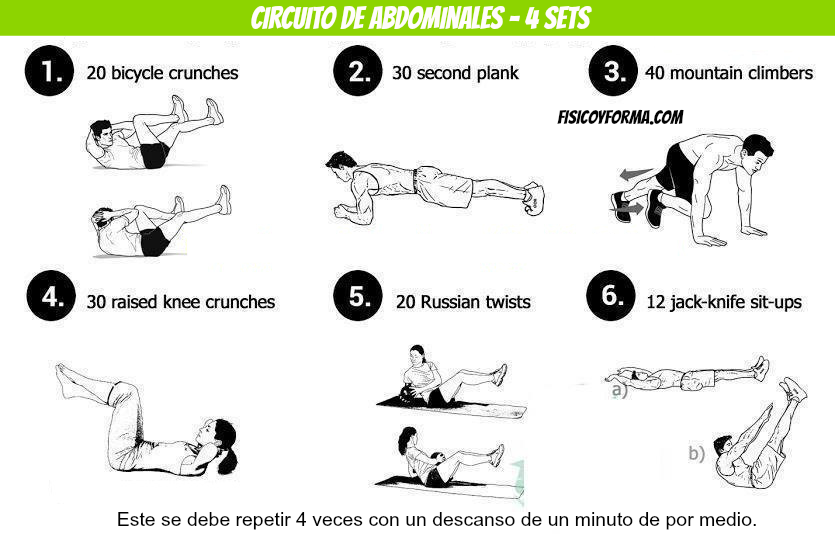 CIRCUITO DE ABDOMINALES - 4 SETS
1. 20 bicycle crunches
2. 30 second plank
3. 40 mountain climbers
FISICOYFORMA.COM
4. 30 raised knee crunches
5. 20 Russian twists
6. 12 jack-knife sit-ups
a)
b)
Este se debe repetir 4 veces con un descanso de un minuto de por medio.